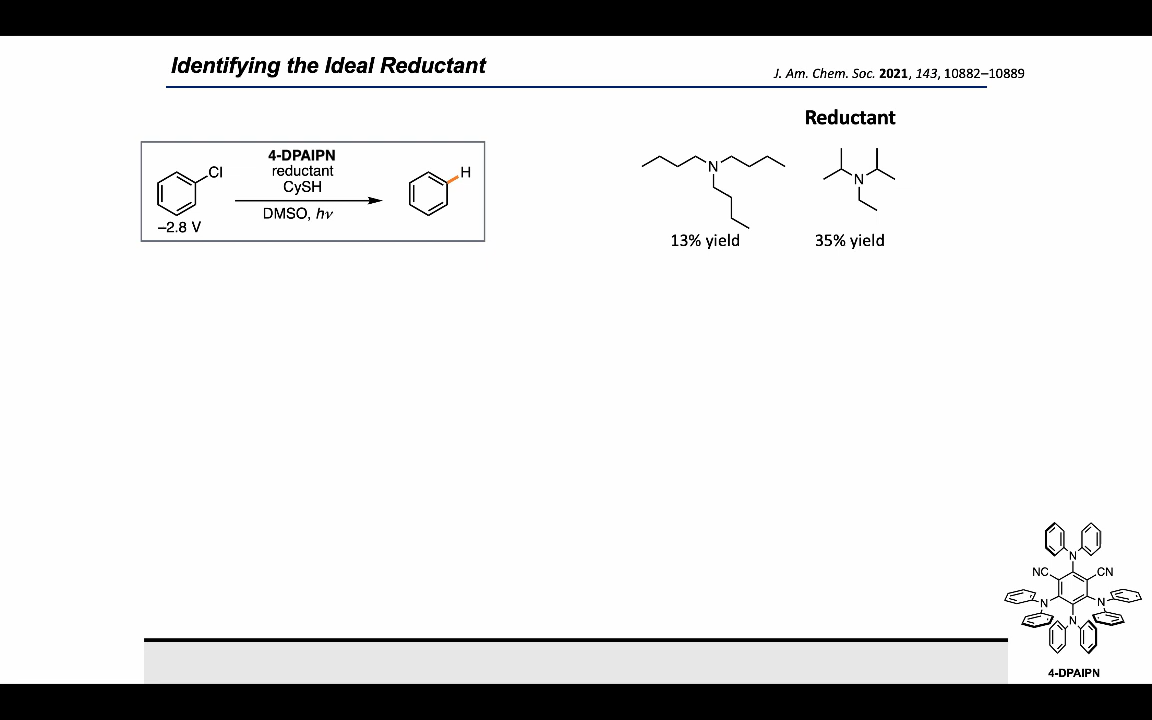 Identifying the Ideal Reductant
J. Am. Chem. Soc. 2021, 143, 10882–10889
Reductant
4-DPAIPN
reductant
CySH
DMSO, hν
Cl
–2.8 V
H
N
13% yield
N
35% yield
N
NC
CN
N
N
N
4-DPAIPN